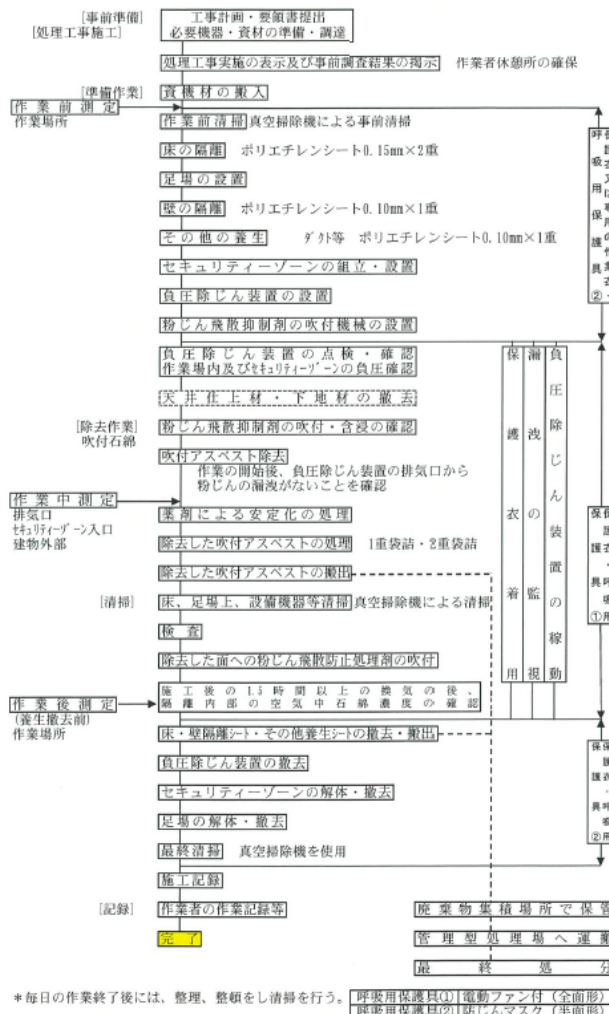 [事前準備]
工事計画・要領書提出
[処理工事施工]
必要機器・資材の準備・調達
処理工事実施の表示及び事前調査結果の掲示 作業者休憩所の確保
[準備作業] 資機材の搬入
作業前測定
作業場所
作業前清掃 真空掃除機による事前清掃
床の隔離 ポリエチレンシート0.15mm×2重
足場の設置
壁の隔離 ポリエチレンシート0.10mm×1重
その他の養生 ダクト等 ポリエチレンシート0.10mm×1重
セキュリティーゾーンの組立・設置
負圧除じん装置の設置
粉じん飛散抑制剤の吹付機械の設置
負圧除じん装置の点検・確認
作業場内及びセキュリティーゾーンの負圧確認
天井仕上材・下地材の撤去
[除去作業] 粉じん飛散抑制剤の吹付・含浸の確認
吹付石綿
吹付アスベスト除去
作業の開始後、負圧除じん装置の排気口から
粉じんの漏洩がないことを確認
作業中測定
排気口
セキュリティーゾーン入口
建物外部
薬剤による安定化の処理
除去した吹付アスベストの処理 1重袋詰・2重袋詰
除去した吹付アスベストの搬出
[清掃] 床、足場上、設備機器等清掃 真空掃除機による清掃
検査
除去した面への粉じん飛散防止処理剤の吹付
作業後測定
(養生撤去前)
作業場所
施工後の1.5時間以上の換気の後、
隔離内部の空気中石綿濃度の確認
床・壁隔離シート・その他養生シートの撤去・搬出
負圧除じん装置の撤去
セキュリティーゾーンの解体・撤去
足場の解体・撤去
最終清掃 真空掃除機を使用
施工記録
[記録] 作業者の作業記録等
完了
保護衣着用
漏洩の監視
負圧除じん装置の稼動
呼吸用保護具②
廃棄物集積場所で保管
管理型処理場へ運搬
最終処分
*毎日の作業終了後には、整理、整頓をし清掃を行う。
呼吸用保護具① 電動ファン付(全面形)
呼吸用保護具② 防じんマスク(半面形)